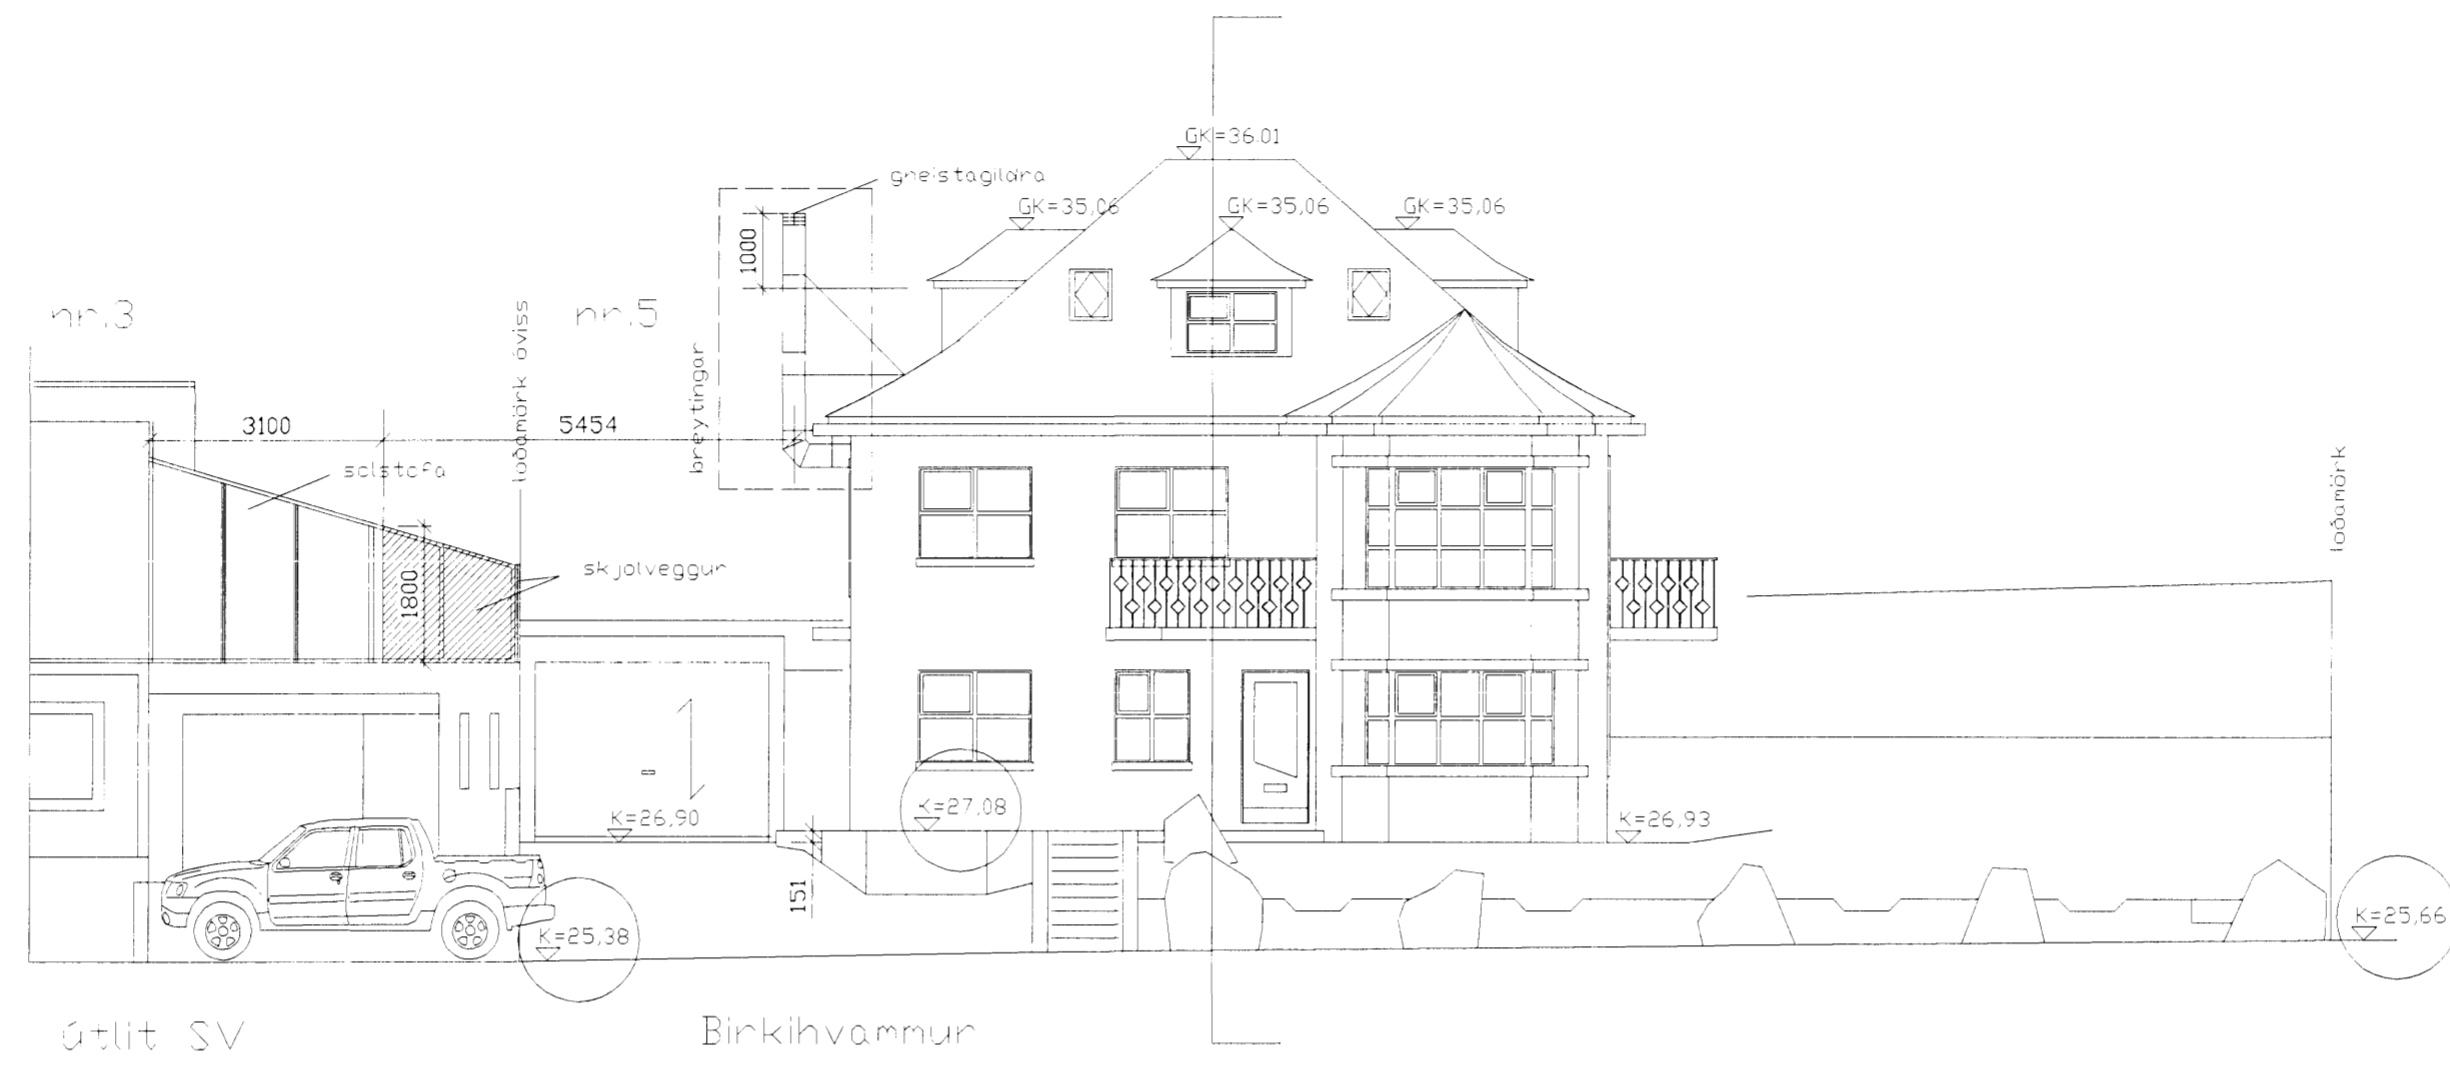 GK=36.01
gneistagildra
GK=35,06
GK=35,06
GK=35,06
1000
nr.3
nr.5
lóðamörk óviss
breytingar
3100
5454
solstofa
lóðamörk
skjolveggur
1800
K=27,08
K=26,90
K=26,93
151
K=25,38
K=25,66
útlit SV
Birkihvammur